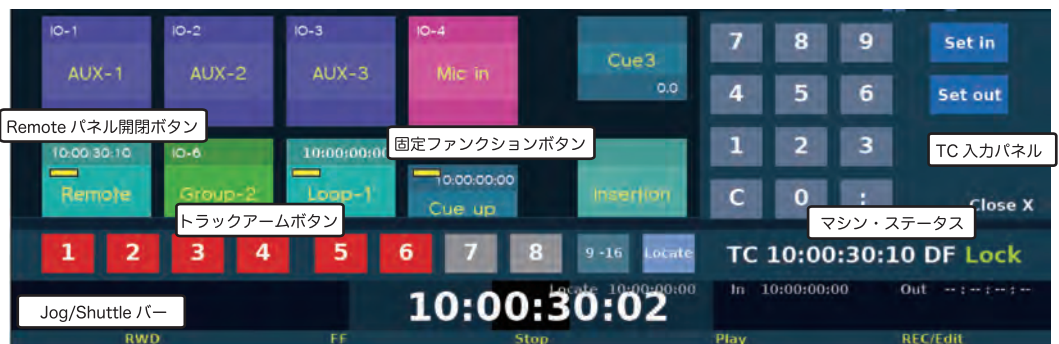 IO-1 IO-2 IO-3 IO-4
AUX-1 AUX-2 AUX-3 Mic in
Cue3
0.0
7 8 9 Set in
4 5 6 Set out
Remote パネル開閉ボタン
固定ファンクションボタン
TC 入力パネル
1 2 3
10:00:30:10 IO-6 10:00:00:00
Remote Group-2 Loop-1
10:00:00:00
Cue up
Insertion
C 0 :
Close X
トラックアームボタン
マシン・ステータス
1 2 3 4 5 6 7 8 9 -16 Locate
TC 10:00:30:10 DF Lock
Jog/Shuttle バー
Locate 10:00:00:00
10:00:30:02
In 10:00:00:00 Out --:--:--:--
RWD FF Stop Play REC/Edit